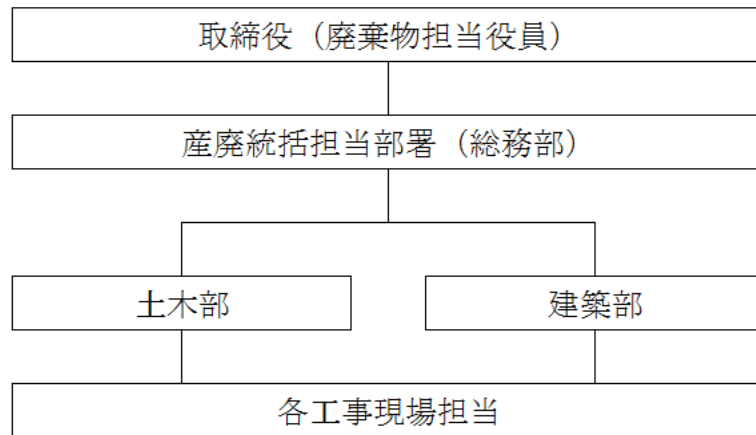 取締役（廃棄物担当役員）
産廃統括担当部署（総務部）
土木部
建築部
各工事現場担当